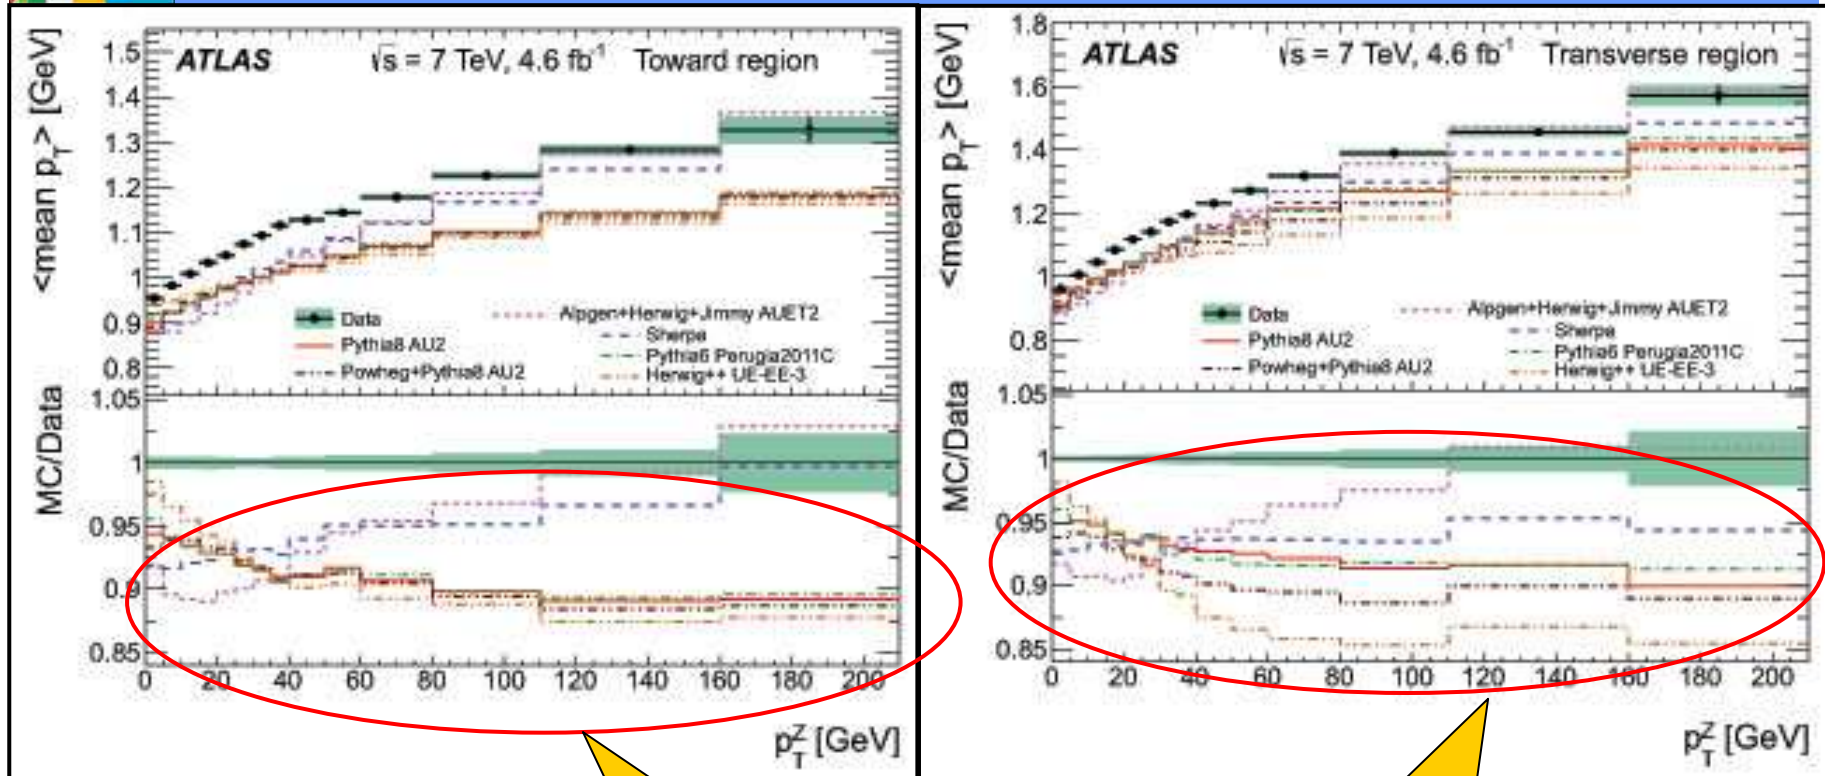 ATLAS √s = 7 TeV, 4.6 fb⁻¹ Toward region
<mean p_T> [GeV]
1.5
1.4
1.3
1.2
1.1
1
0.9
0.8
Data
Pythia8 AU2
Powheg+Pythia8 AU2
Alpgen+Herwig+Jimmy AUET2
Sherpa
Pythia6 Perugia2011C
Herwig++ UE-EE-3
MC/Data
1.05
1
0.95
0.9
0.85
0 20 40 60 80 100 120 140 160 180 200
p_T^Z [GeV]
ATLAS √s = 7 TeV, 4.6 fb⁻¹ Transverse region
<mean p_T> [GeV]
1.8
1.6
1.4
1.2
1
0.8
Data
Pythia8 AU2
Powheg+Pythia8 AU2
Alpgen+Herwig+Jimmy AUET2
Sherpa
Pythia6 Perugia2011C
Herwig++ UE-EE-3
MC/Data
1.05
1
0.95
0.9
0.85
0 20 40 60 80 100 120 140 160 180 200
p_T^Z [GeV]